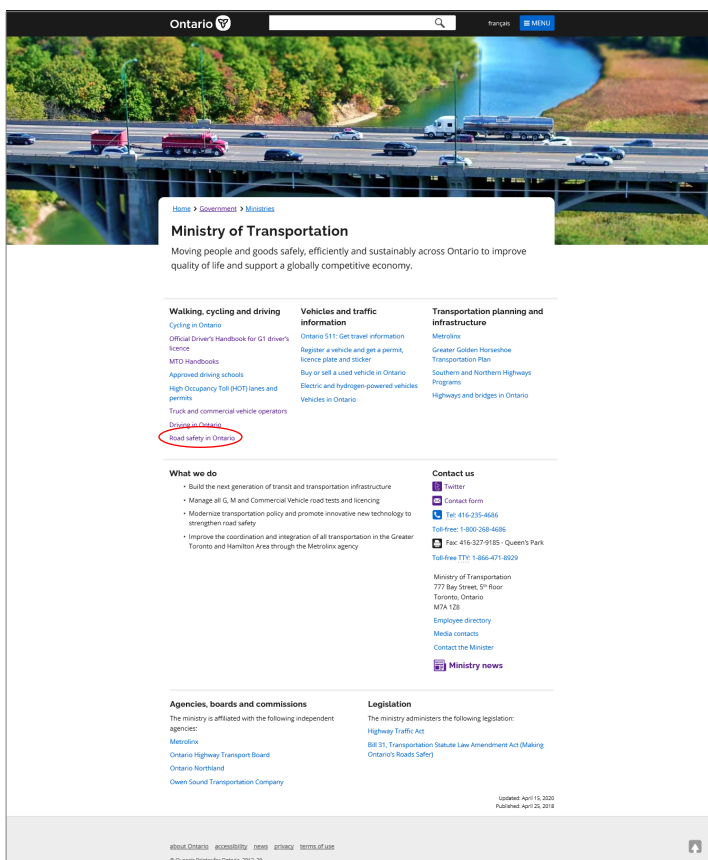 Ontario
français MENU
Home > Government > Ministries
Ministry of Transportation
Moving people and goods safely, efficiently and sustainably across Ontario to improve
quality of life and support a globally competitive economy.
Walking, cycling and driving
Cycling in Ontario
Official Driver's Handbook for G1 driver's
licence
MTO Handbooks
Approved driving schools
High Occupancy Toll (HOT) lanes and
permits
Truck and commercial vehicle operators
Driving in Ontario
Road safety in Ontario
Vehicles and traffic
information
Ontario 511: Get travel information
Register a vehicle and get a permit,
licence plate and sticker
Buy or sell a used vehicle in Ontario
Electric and hydrogen-powered vehicles
Vehicles in Ontario
Transportation planning and
infrastructure
Metrolinx
Greater Golden Horseshoe
Transportation Plan
Southern and Northern Highways
Programs
Highways and bridges in Ontario
What we do
• Build the next generation of transit and transportation infrastructure
• Manage all G, M and Commercial Vehicle road tests and licencing
• Modernize transportation policy and promote innovative new technology to
strengthen road safety
• Improve the coordination and integration of all transportation in the Greater
Toronto and Hamilton Area through the Metrolinx agency
Contact us
Twitter
Contact form
Tel: 416-235-4686
Toll-free: 1-800-268-4686
Fax: 416-327-9185 - Queen's Park
Toll-free TTY: 1-866-471-8929
Ministry of Transportation
777 Bay Street, 5th floor
Toronto, Ontario
M7A 1Z8
Employee directory
Media contacts
Contact the Minister
Ministry news
Agencies, boards and commissions
The ministry is affiliated with the following independent
agencies:
Metrolinx
Ontario Highway Transport Board
Ontario Northland
Owen Sound Transportation Company
Legislation
The ministry administers the following legislation:
Highway Traffic Act
Bill 31, Transportation Statute Law Amendment Act (Making
Ontario's Roads Safer)
Updated: April 15, 2020
Published: April 25, 2018
about Ontario accessibility news privacy terms of use